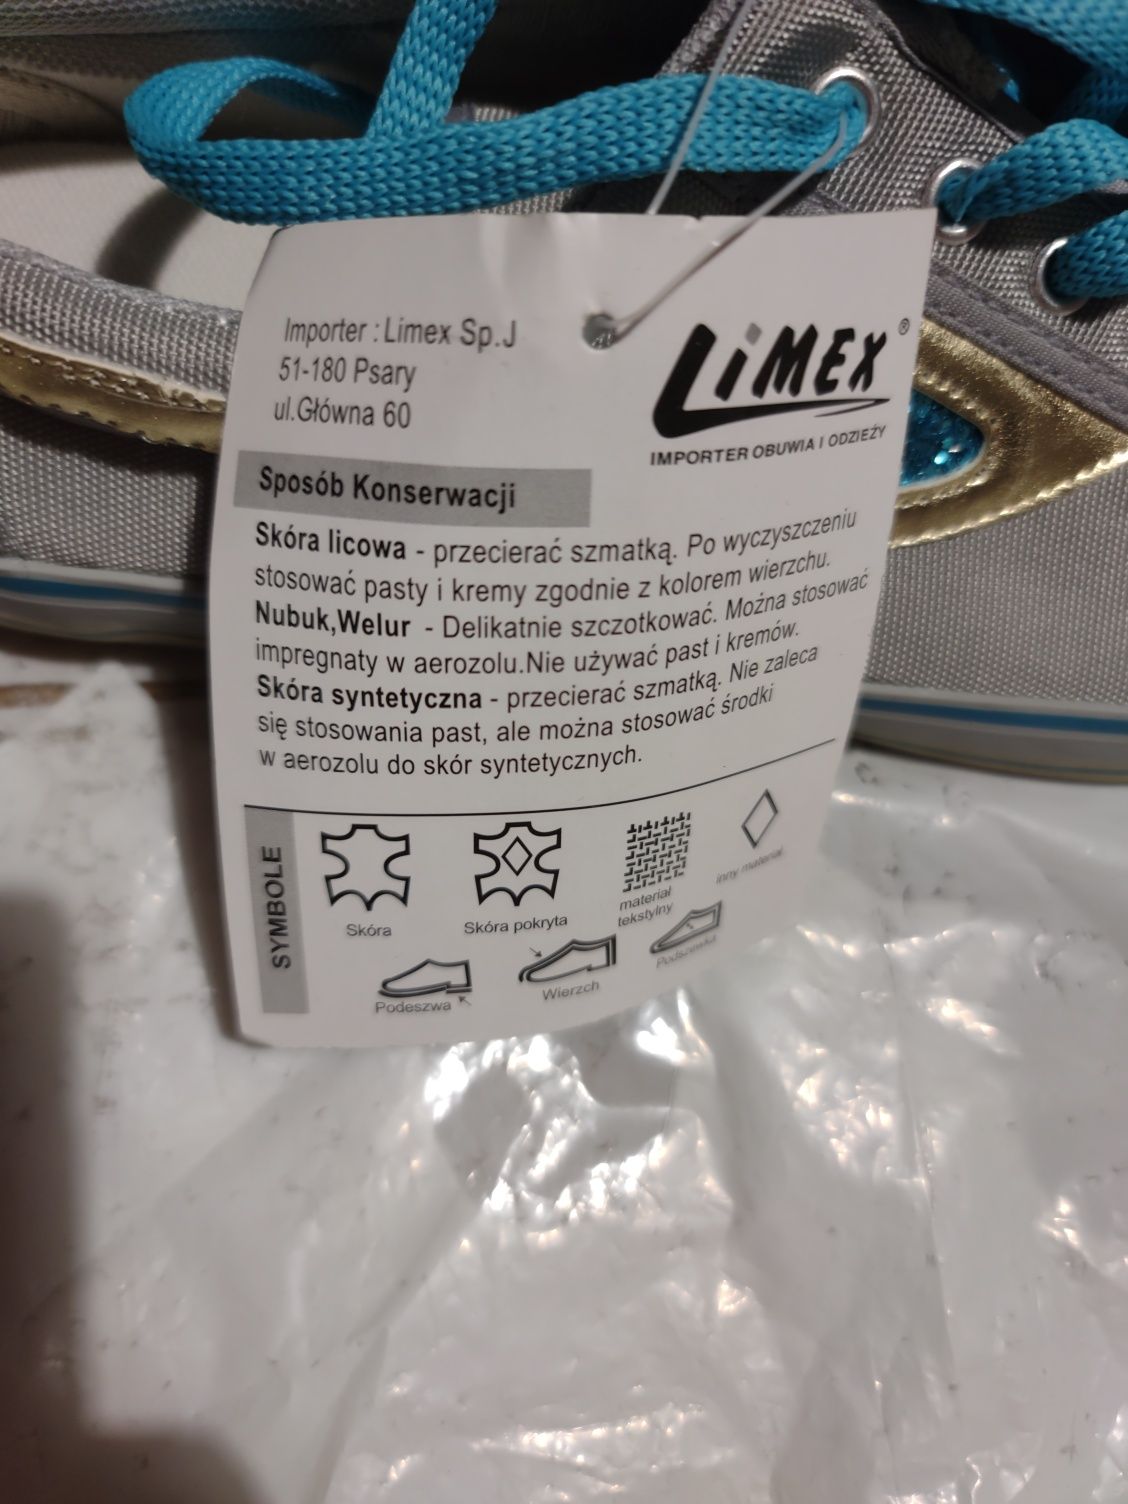 Importer : Limex Sp.J
51-180 Psary
ul.Główna 60
LiMEX ®
IMPORTER OBUWIA I ODZIEŻY
Sposób Konserwacji
Skóra licowa - przecierać szmatką. Po wyczyszczeniu
stosować pasty i kremy zgodnie z kolorem wierzchu.
Nubuk,Welur - Delikatnie szczotkować. Można stosować
impregnaty w aerozolu.Nie używać past i kremów.
Skóra syntetyczna - przecierać szmatką. Nie zaleca
się stosowania past, ale można stosować środki
w aerozolu do skór syntetycznych.
SYMBOLE
Skóra
Skóra pokryta
materiał
tekstylny
inny materiał
Podeszwa
Wierzch
Podszewka